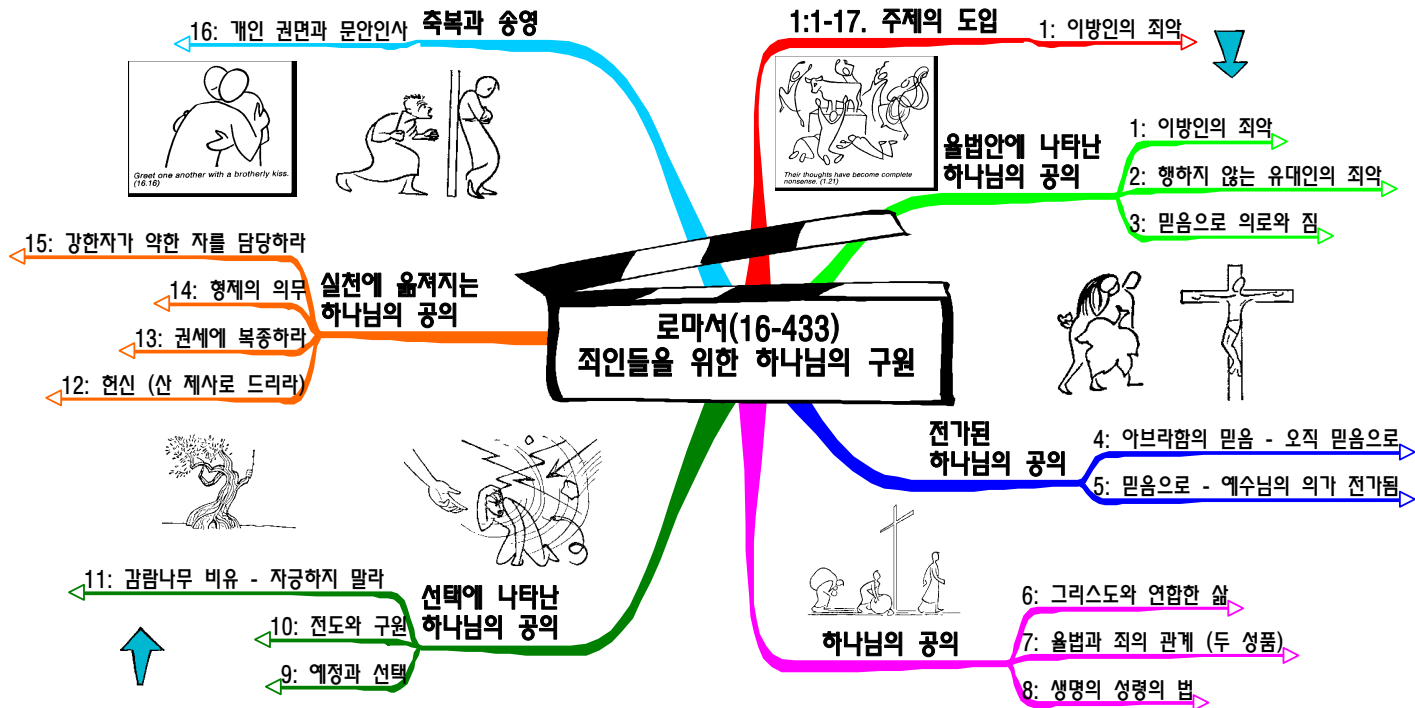 로마서(16-433)
죄인들을 위한 하나님의 구원
1:1-17. 주제의 도입
1: 이방인의 죄악
Their thoughts have become complete
nonsense. (1.21)
율법안에 나타난
하나님의 공의
1: 이방인의 죄악
2: 행하지 않는 유대인의 죄악
3: 믿음으로 의로와 짐
전가된
하나님의 공의
4: 아브라함의 믿음 - 오직 믿음으로
5: 믿음으로 - 예수님의 의가 전가됨
하나님의 공의
6: 그리스도와 연합한 삶
7: 율법과 죄의 관계 (두 성품)
8: 생명의 성령의 법
선택에 나타난
하나님의 공의
11: 감람나무 비유 - 자긍하지 말라
10: 전도와 구원
9: 예정과 선택
실천에 옮겨지는
하나님의 공의
15: 강한자가 약한 자를 담당하라
14: 형제의 의무
13: 권세에 복종하라
12: 헌신 (산 제사로 드리라)
축복과 송영
16: 개인 권면과 문안인사
Greet one another with a brotherly kiss.
(16.16)